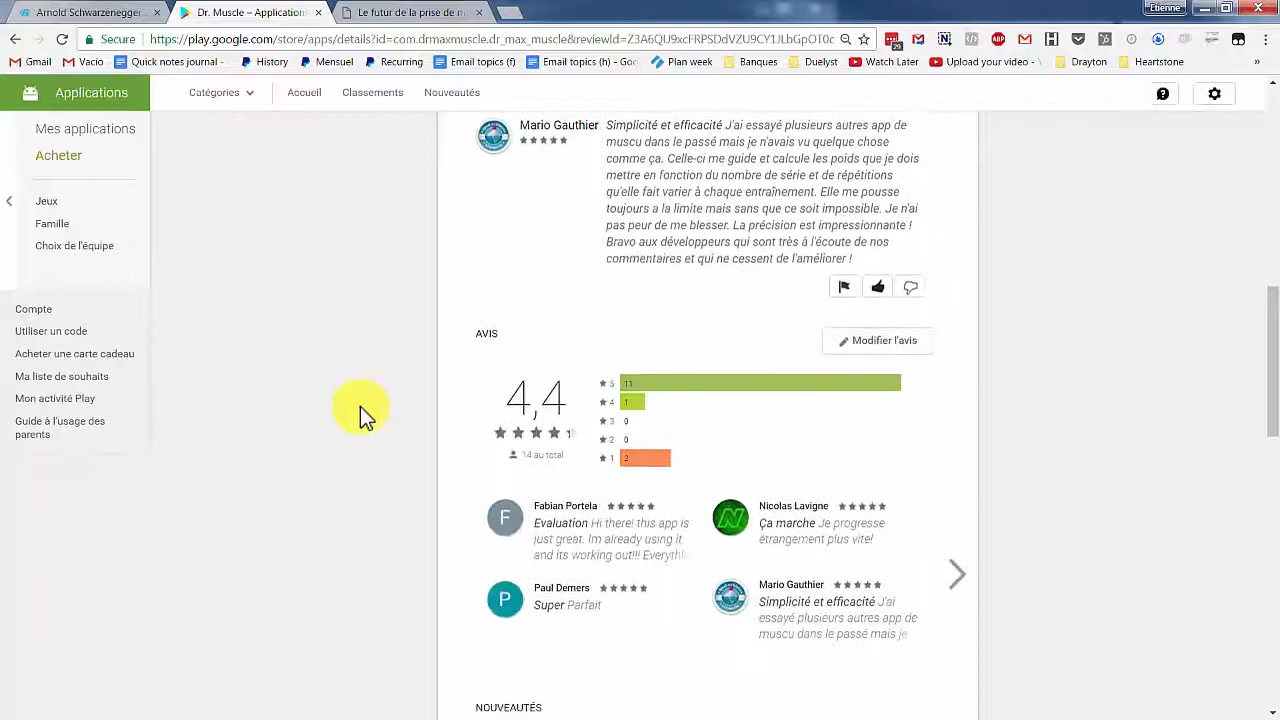 Arnold Schwarzenegger
Dr. Muscle – Application
Le futur de la prise de m
Etienne
Secure
https://play.google.com/store/apps/details?id=com.drmaxmuscle.dr_max_muscle&reviewId=Z3A6QU9xcFRPSDdVZU9CY1JLbGpOT0c
Gmail
Vacio
Quick notes journal -
History
Mensuel
Recurring
Email topics (f)
Email topics (h) - Goo
Plan week
Banques
Duelyst
Watch Later
Upload your video -
Drayton
Hearthstone
»
Applications
Catégories
Accueil
Classements
Nouveautés
Mes applications
Acheter
Jeux
Famille
Choix de l'équipe
Compte
Utiliser un code
Acheter une carte cadeau
Ma liste de souhaits
Mon activité Play
Guide à l'usage des
parents
Mario Gauthier
Simplicité et efficacité J'ai essayé plusieurs autres app de
muscu dans le passé mais je n'avais vu quelque chose
comme ça. Celle-ci me guide et calcule les poids que je dois
mettre en fonction du nombre de série et de répétitions
qu'elle fait varier à chaque entraînement. Elle me pousse
toujours a la limite mais sans que ce soit impossible. Je n'ai
pas peur de me blesser. La précision est impressionnante !
Bravo aux développeurs qui sont très à l'écoute de nos
commentaires et qui ne cessent de l'améliorer !
AVIS
Modifier l'avis
4,4
14 au total
5 11
4 1
3 0
2 0
1 2
F
Fabian Portela
Evaluation Hi there! this app is
just great. Im already using it
and its working out!!! Everythi
N
Nicolas Lavigne
Ça marche Je progresse
étrangement plus vite!
P
Paul Demers
Super Parfait
Mario Gauthier
Simplicité et efficacité J'ai
essayé plusieurs autres app de
muscu dans le passé mais je
NOUVEAUTÉS